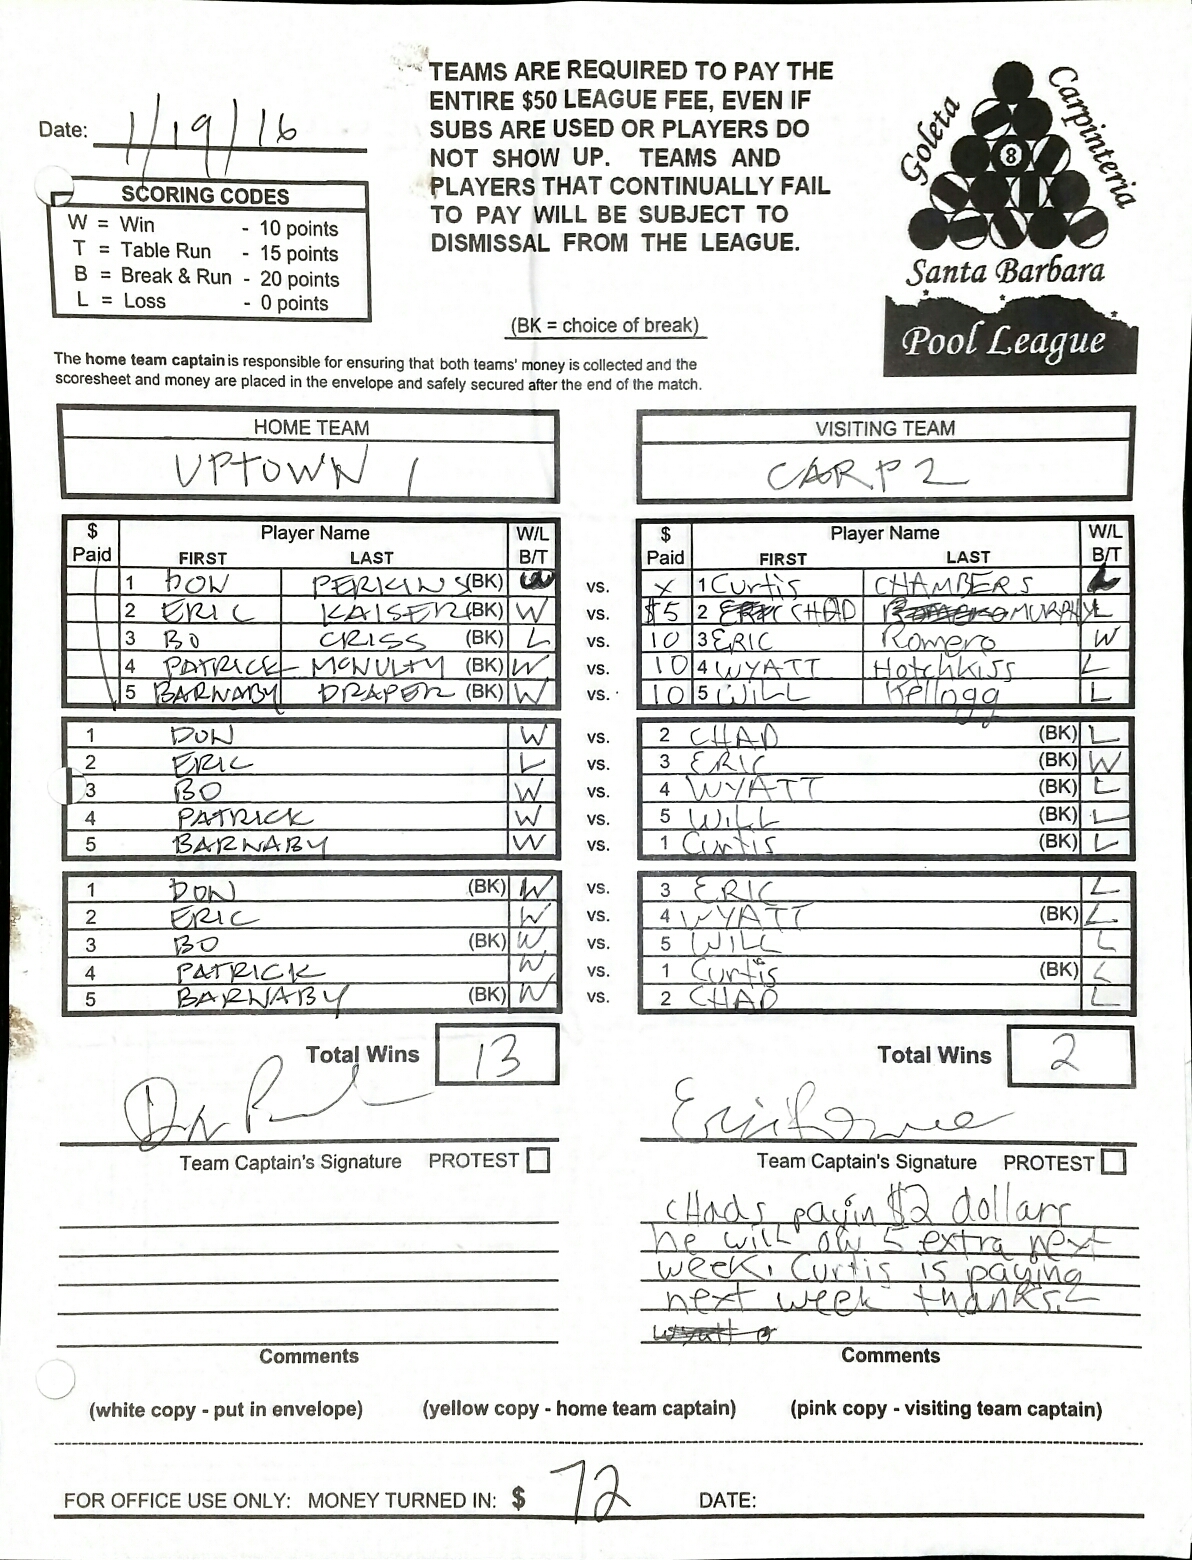 TEAMS ARE REQUIRED TO PAY THE
ENTIRE $50 LEAGUE FEE, EVEN IF
SUBS ARE USED OR PLAYERS DO
NOT SHOW UP. TEAMS AND
PLAYERS THAT CONTINUALLY FAIL
TO PAY WILL BE SUBJECT TO
DISMISSAL FROM THE LEAGUE.
Goleta Carpinteria
8
Santa Barbara
Pool League
Date: 1/19/16
SCORING CODES
W = Win - 10 points
T = Table Run - 15 points
B = Break & Run - 20 points
L = Loss - 0 points
(BK = choice of break)
The home team captain is responsible for ensuring that both teams' money is collected and the
scoresheet and money are placed in the envelope and safely secured after the end of the match.
HOME TEAM VISITING TEAM
UPTOWN 1 CARP 2
$ Player Name W/L $ Player Name W/L
Paid FIRST LAST B/T Paid FIRST LAST B/T
1 DON PERKINS (BK) W vs. X 1 Curtis CHAMBERS L
2 ERIC KAISER (BK) W vs. $5 2 CHAD MURPHY L
3 BO CRISS (BK) L vs. 10 3 ERIC Romero W
4 PATRICK MCNULTY (BK) W vs. 10 4 WYATT Hotchkiss L
5 BARNABY DRAPER (BK) W vs. 10 5 WILL Kellogg L
1 DON W vs. 2 CHAD (BK) L
2 ERIC L vs. 3 ERIC (BK) W
3 BO W vs. 4 WYATT (BK) L
4 PATRICK W vs. 5 WILL (BK) L
5 BARNABY W vs. 1 Curtis (BK) L
1 DON (BK) W vs. 3 ERIC L
2 ERIC W vs. 4 WYATT (BK) L
3 BO (BK) W vs. 5 WILL L
4 PATRICK W vs. 1 Curtis (BK) L
5 BARNABY (BK) W vs. 2 CHAD L
Total Wins 13 Total Wins 2
Team Captain's Signature PROTEST Team Captain's Signature PROTEST
CHads payin $2 dollars
he will ow 5 extra next
week. Curtis is paying
next week thanks.
Comments Comments
(white copy - put in envelope) (yellow copy - home team captain) (pink copy - visiting team captain)
FOR OFFICE USE ONLY: MONEY TURNED IN: $ 72 DATE: